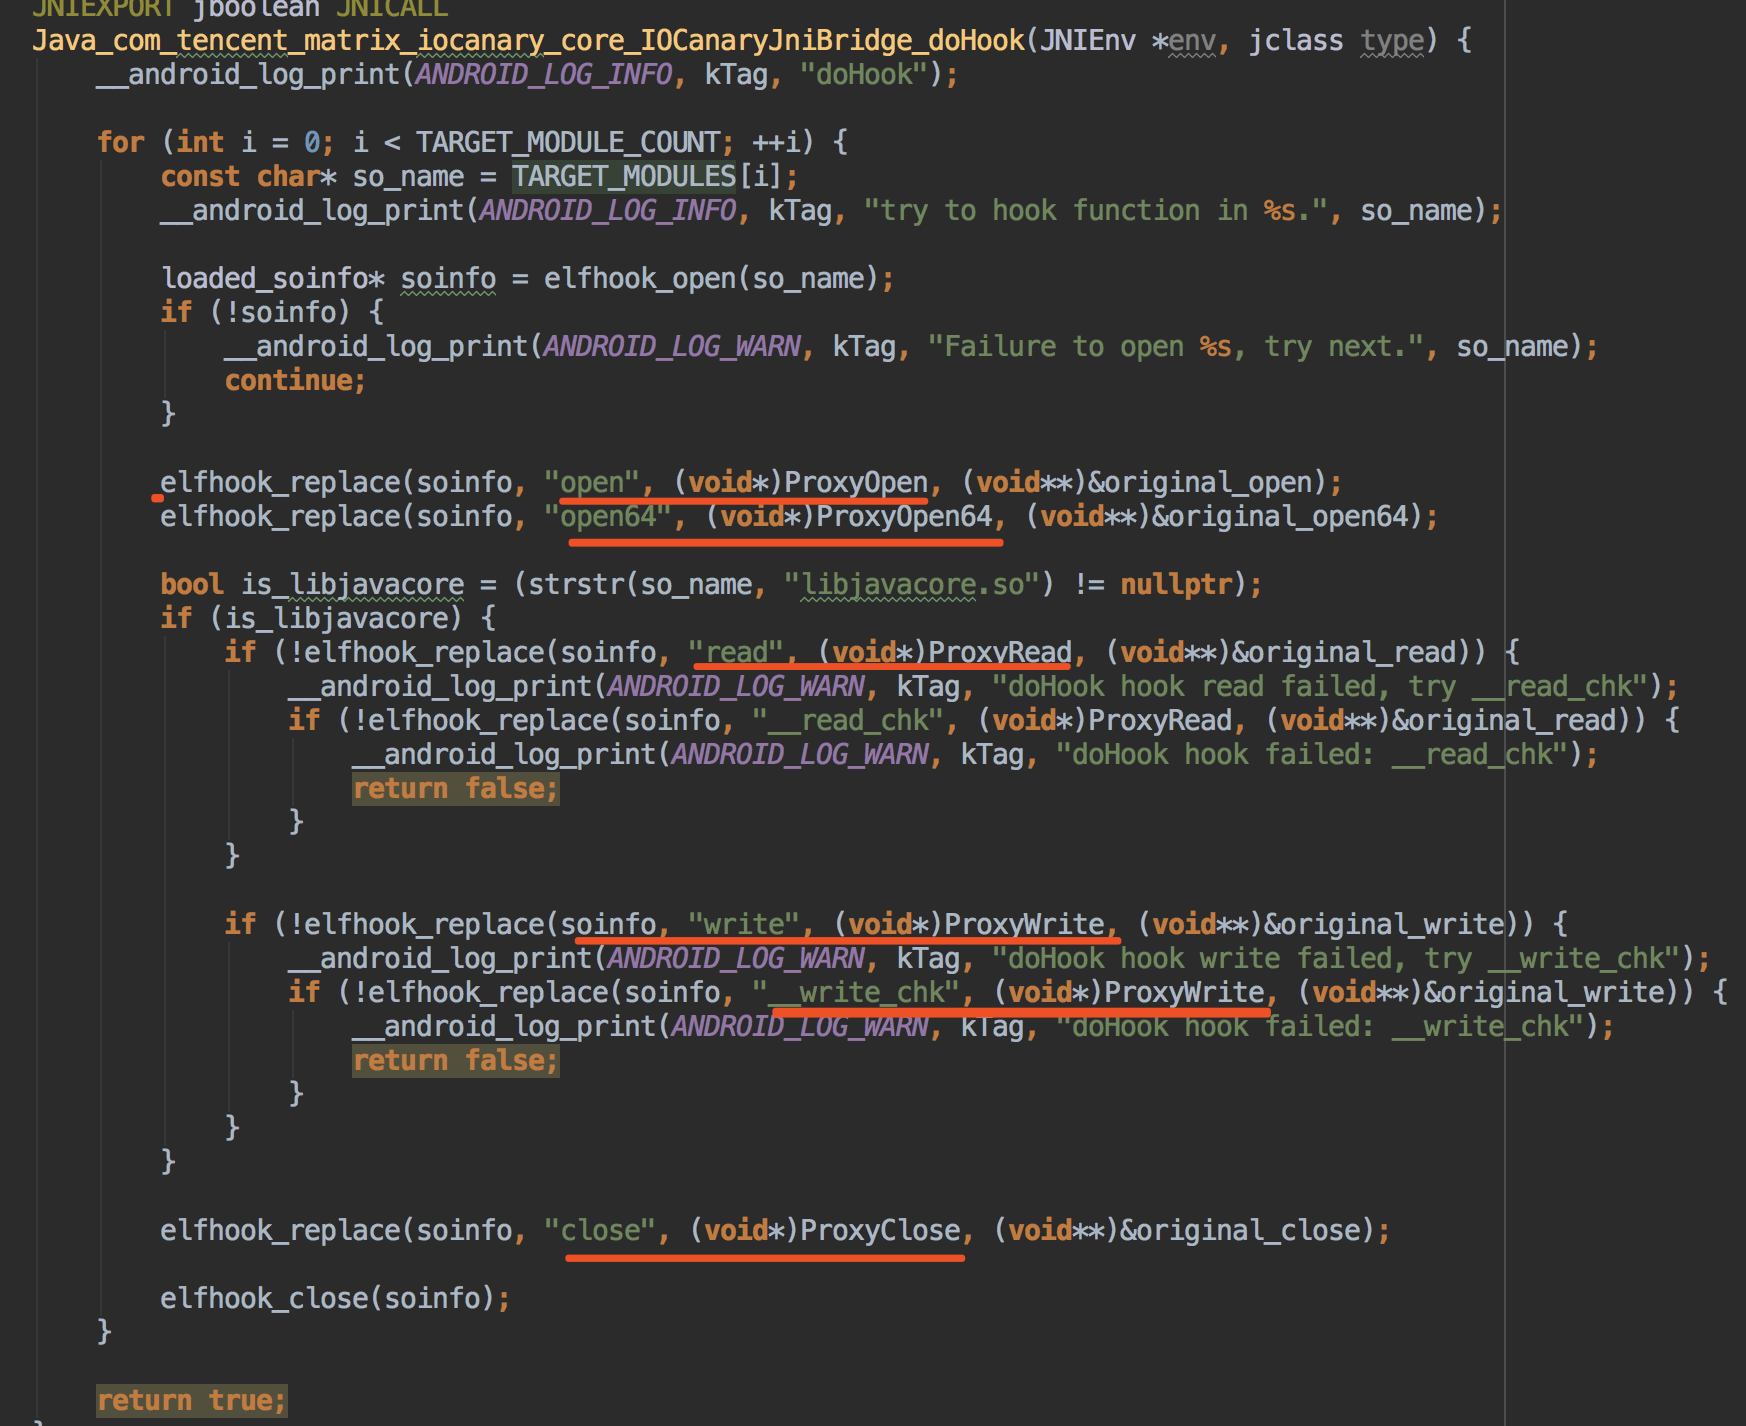 JNIEXPORT jboolean JNICALL
Java_com_tencent_matrix_iocanary_core_IOCanaryJniBridge_doHook(JNIEnv *env, jclass type) {
    __android_log_print(ANDROID_LOG_INFO, kTag, "doHook");

    for (int i = 0; i < TARGET_MODULE_COUNT; ++i) {
        const char* so_name = TARGET_MODULES[i];
        __android_log_print(ANDROID_LOG_INFO, kTag, "try to hook function in %s.", so_name);

        loaded_soinfo* soinfo = elfhook_open(so_name);
        if (!soinfo) {
            __android_log_print(ANDROID_LOG_WARN, kTag, "Failure to open %s, try next.", so_name);
            continue;
        }

        elfhook_replace(soinfo, "open", (void*)ProxyOpen, (void**)&original_open);
        elfhook_replace(soinfo, "open64", (void*)ProxyOpen64, (void**)&original_open64);

        bool is_libjavacore = (strstr(so_name, "libjavacore.so") != nullptr);
        if (is_libjavacore) {
            if (!elfhook_replace(soinfo, "read", (void*)ProxyRead, (void**)&original_read)) {
                __android_log_print(ANDROID_LOG_WARN, kTag, "doHook hook read failed, try __read_chk");
                if (!elfhook_replace(soinfo, "__read_chk", (void*)ProxyRead, (void**)&original_read)) {
                    __android_log_print(ANDROID_LOG_WARN, kTag, "doHook hook failed: __read_chk");
                    return false;
                }
            }

            if (!elfhook_replace(soinfo, "write", (void*)ProxyWrite, (void**)&original_write)) {
                __android_log_print(ANDROID_LOG_WARN, kTag, "doHook hook write failed, try __write_chk");
                if (!elfhook_replace(soinfo, "__write_chk", (void*)ProxyWrite, (void**)&original_write)) {
                    __android_log_print(ANDROID_LOG_WARN, kTag, "doHook hook failed: __write_chk");
                    return false;
                }
            }
        }

        elfhook_replace(soinfo, "close", (void*)ProxyClose, (void**)&original_close);

        elfhook_close(soinfo);
    }

    return true;